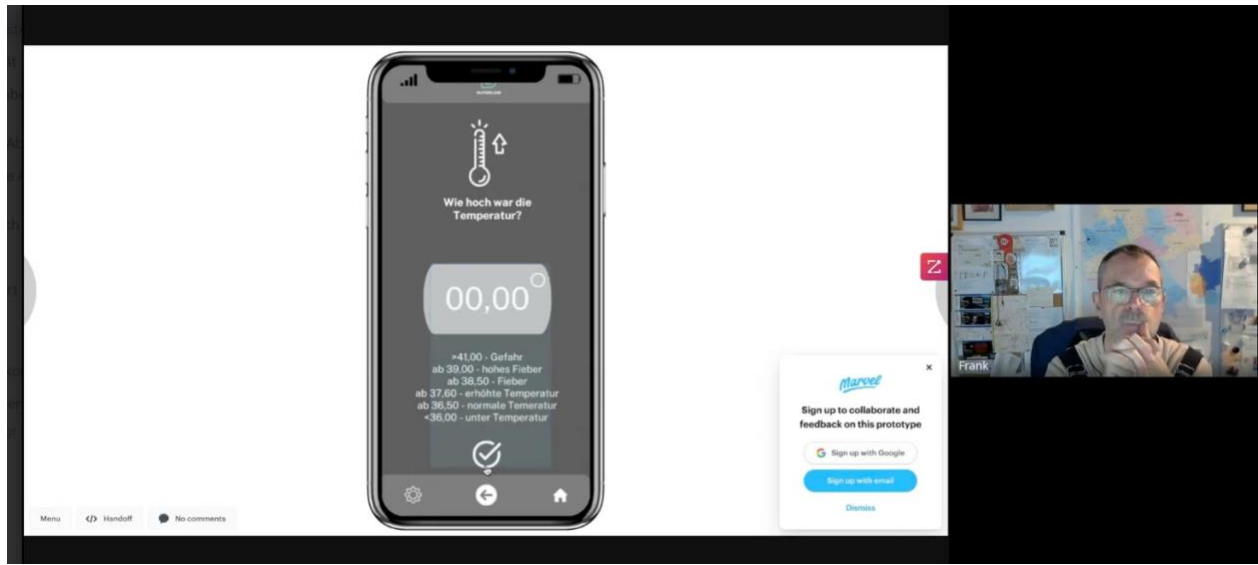 Wie hoch war die
Temperatur?
00,00
>41,00 - Gefahr
ab 39,00 - hohes Fieber
ab 38,50 - Fieber
ab 37,60 - erhöhte Temperatur
ab 36,50 - normale Temeratur
<36,00 - unter Temperatur
Menu
</> Handoff
No comments
Marvel
Sign up to collaborate and
feedback on this prototype
Sign up with Google
Sign up with email
Dismiss
Frank